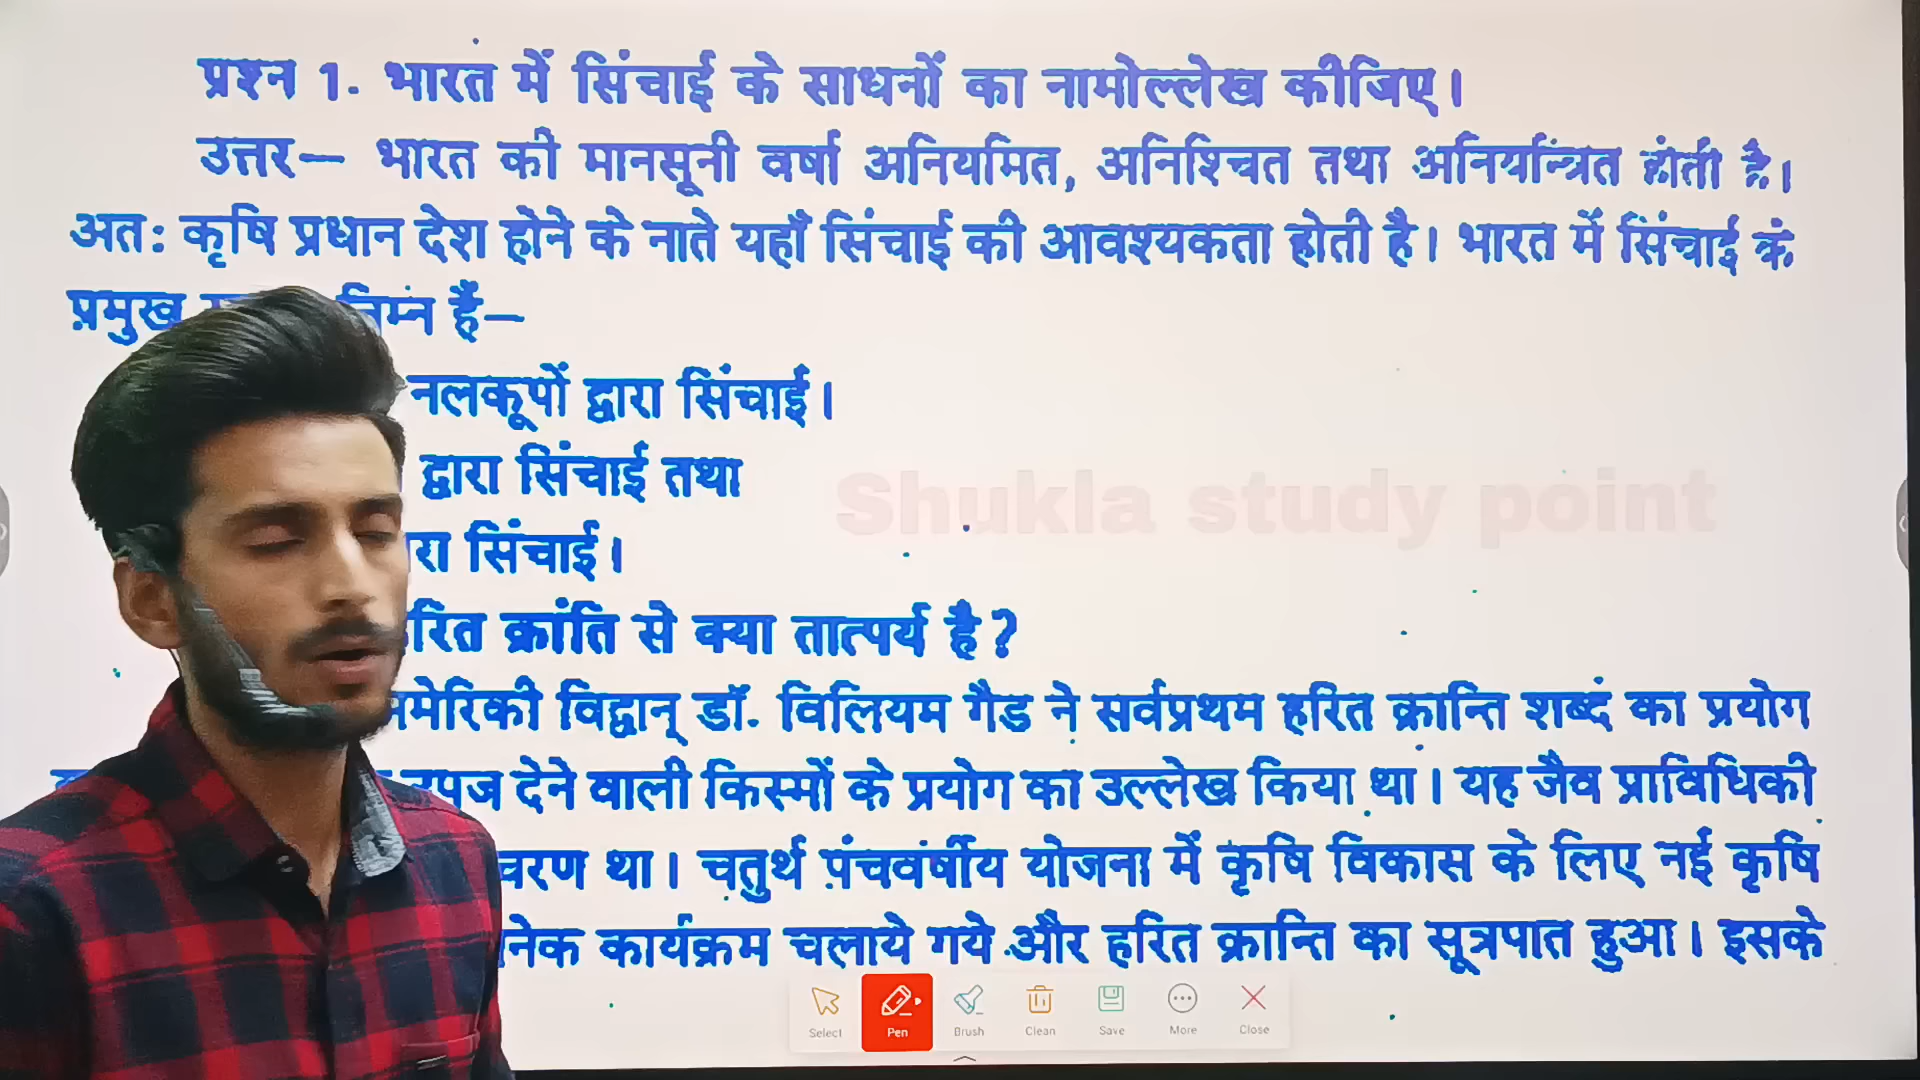 प्रश्न 1. भारत में सिंचाई के साधनों का नामोल्लेख कीजिए।
उत्तर— भारत की मानसूनी वर्षा अनियमित, अनिश्चित तथा अनियन्त्रित होती है।
अतः कृषि प्रधान देश होने के नाते यहाँ सिंचाई की आवश्यकता होती है। भारत में सिंचाई के
प्रमुख निम्न हैं—
नलकूपों द्वारा सिंचाई।
द्वारा सिंचाई तथा
सिंचाई।
Shukla study point
क्रांति से क्या तात्पर्य है?
विद्वान् डॉ. विलियम गैड ने सर्वप्रथम हरित क्रान्ति शब्द का प्रयोग
देने वाली किस्मों के प्रयोग का उल्लेख किया था। यह जैव प्राविधिकी
था। चतुर्थ पंचवर्षीय योजना में कृषि विकास के लिए नई कृषि
कार्यक्रम चलाये गये और हरित क्रान्ति का सूत्रपात हुआ। इसके
Select Pen Brush Clean Save More Close